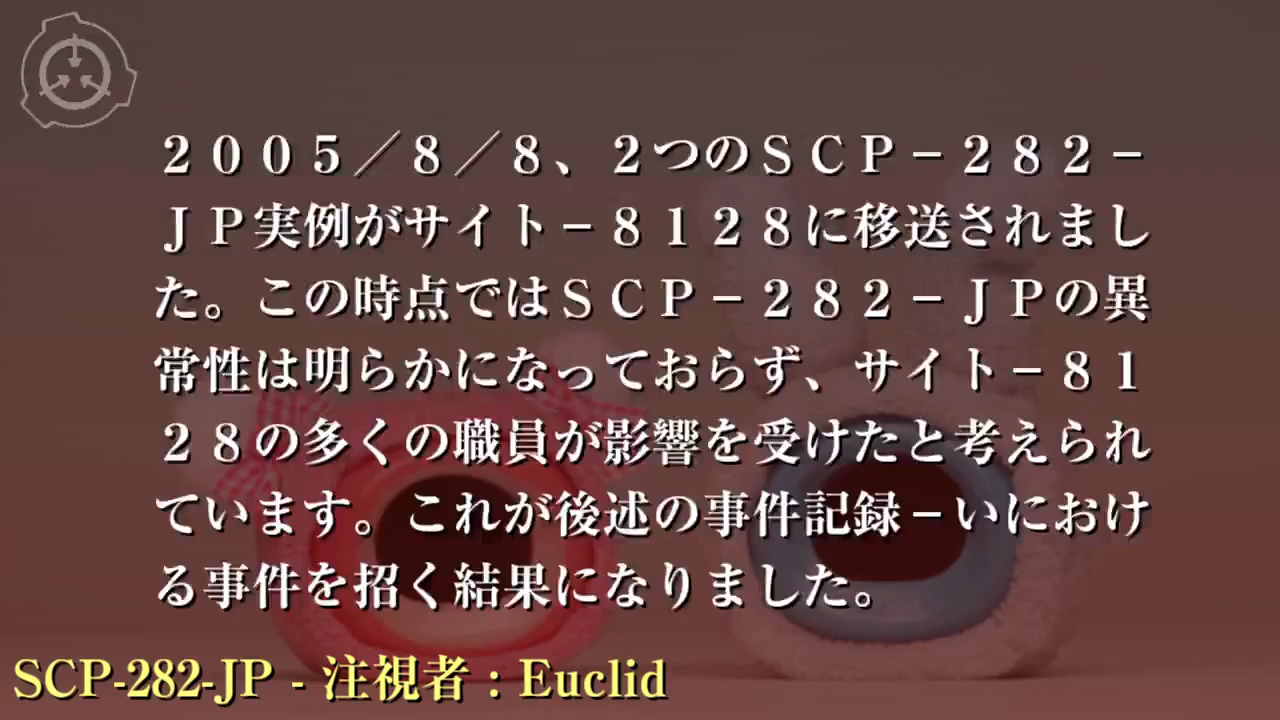 ２００５／８／８、２つのＳＣＰ－２８２－
ＪＰ実例がサイト－８１２８に移送されまし
た。この時点ではＳＣＰ－２８２－ＪＰの異
常性は明らかになっておらず、サイト－８１
２８の多くの職員が影響を受けたと考えられ
ています。これが後述の事件記録－いにおけ
る事件を招く結果になりました。
SCP-282-JP - 注視者：Euclid